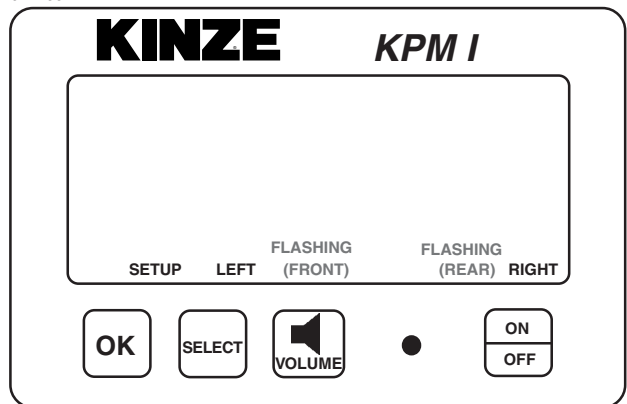 KINZE KPM I
FLASHING FLASHING
SETUP LEFT (FRONT) (REAR) RIGHT
OK SELECT VOLUME ON
OFF